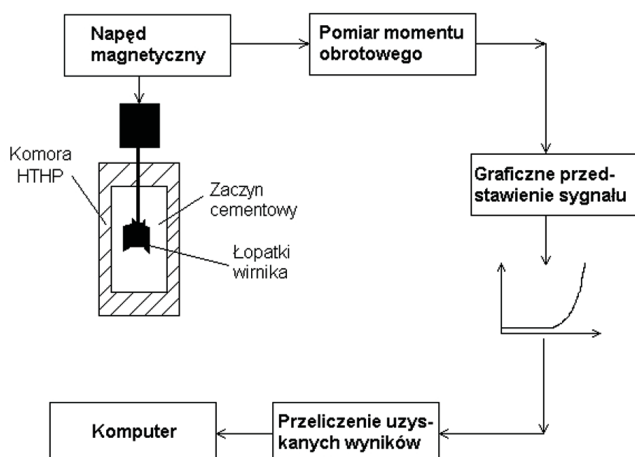 Napęd
magnetyczny
Pomiar momentu
obrotowego
Komora
HTHP
Zaczyn
cementowy
Łopatki
wirnika
Graficzne przed-
stawienie sygnału
Komputer
Przeliczenie uzys-
kanych wyników